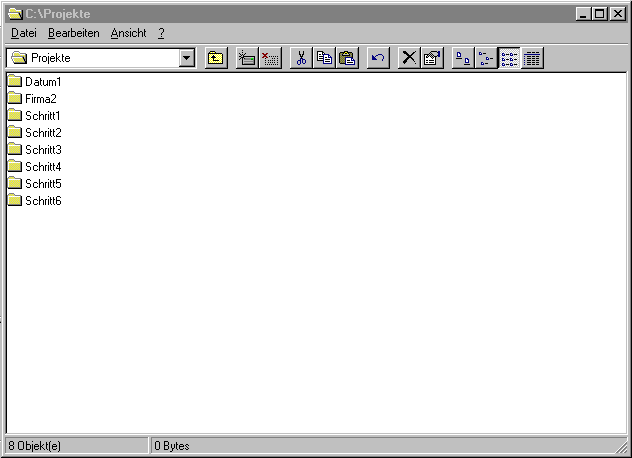 C:\Projekte
Datei Bearbeiten Ansicht ?
Projekte
Datum1
Firma2
Schritt1
Schritt2
Schritt3
Schritt4
Schritt5
Schritt6
8 Objekt(e) 0 Bytes